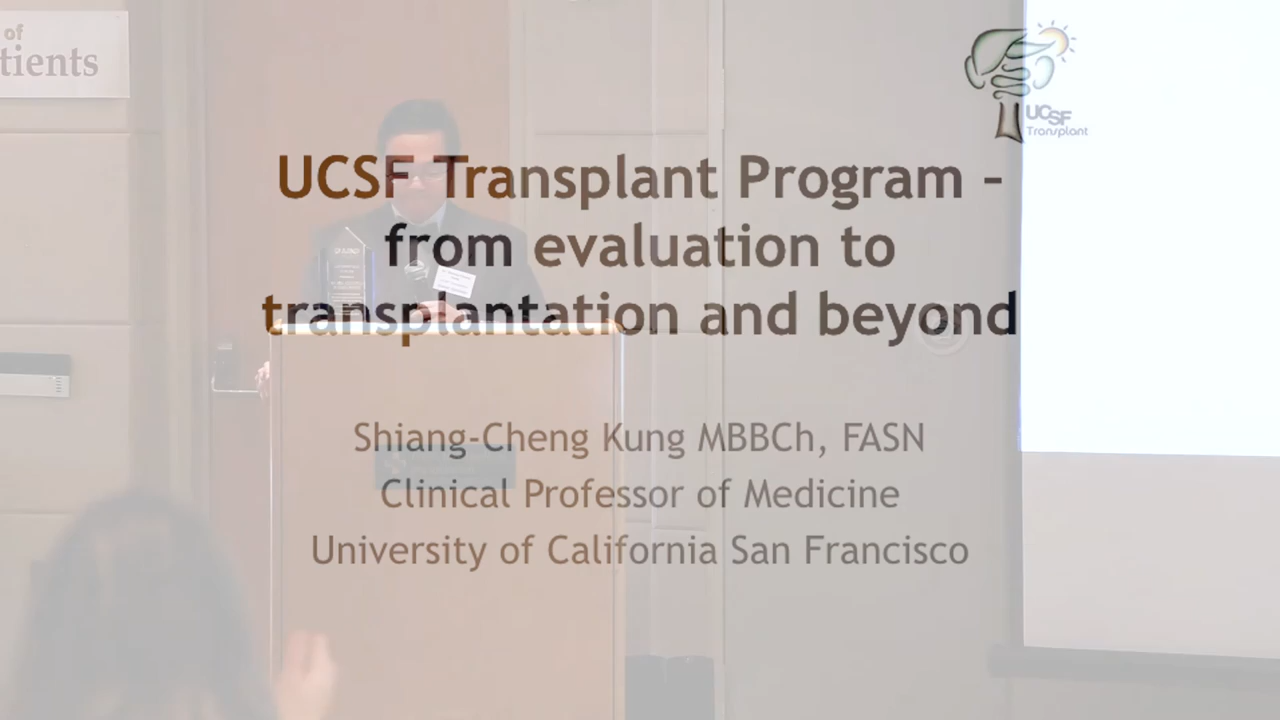 of
tients
UCSF
Transplant
UCSF Transplant Program –
from evaluation to
transplantation and beyond
Shiang-Cheng Kung MBBCh, FASN
Clinical Professor of Medicine
University of California San Francisco